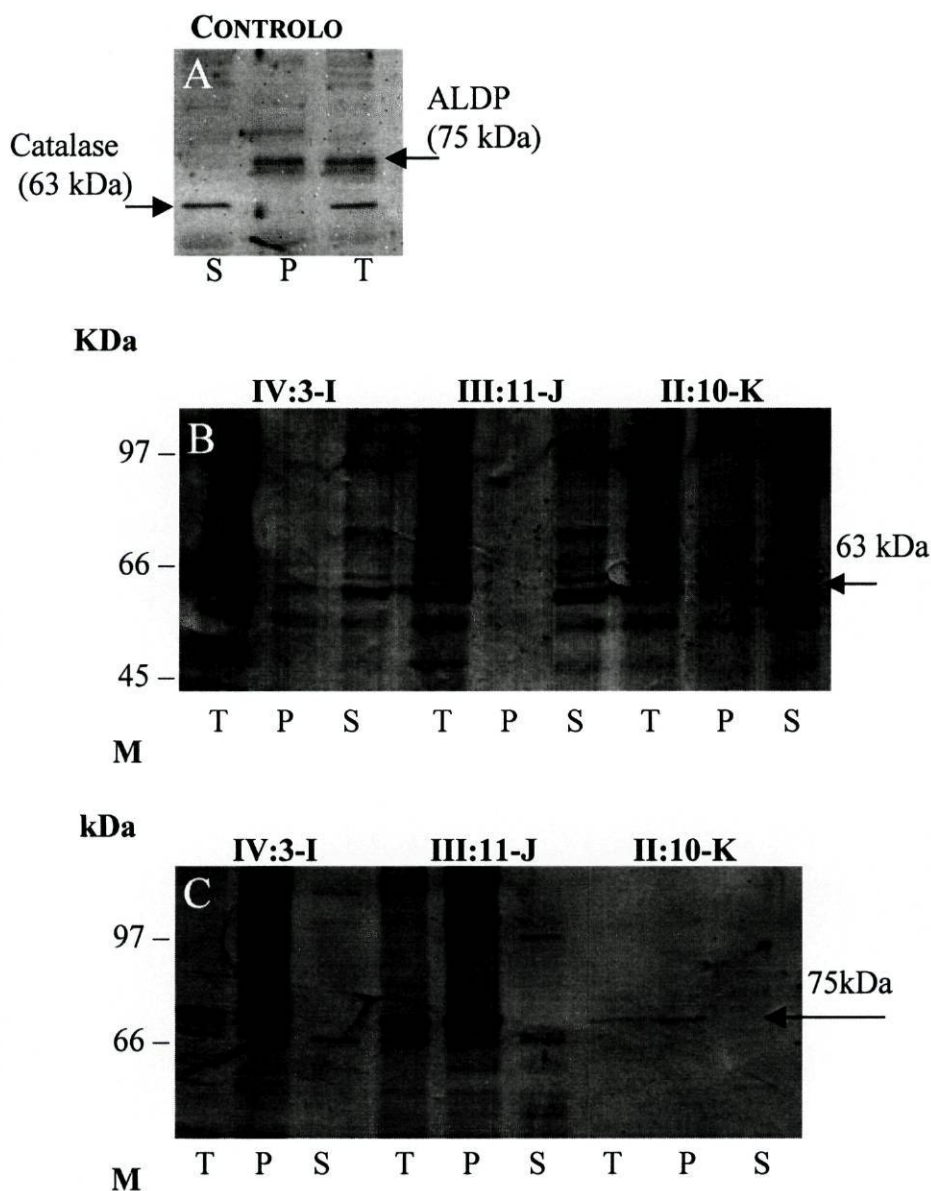 CONTROLO
A
ALDP
(75 kDa)
Catalase
(63 kDa)
S P T
KDa
IV:3-I III:11-J II:10-K
B
97 –
66 –
63 kDa
45 –
T P S T P S T P S
M
kDa
IV:3-I III:11-J II:10-K
C
97 –
75kDa
66 –
T P S T P S T P S
M